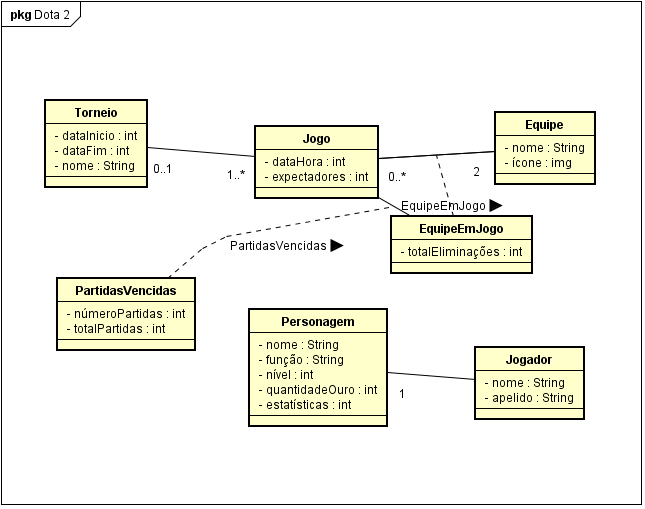 pkg Dota 2
Torneio
- dataInicio : int
- dataFim : int
- nome : String
0..1
1..*
Jogo
- dataHora : int
- expectadores : int
0..*
2
Equipe
- nome : String
- ícone : img
EquipeEmJogo
EquipeEmJogo
- totalEliminações : int
PartidasVencidas
PartidasVencidas
- númeroPartidas : int
- totalPartidas : int
Personagem
- nome : String
- função : String
- nível : int
- quantidadeOuro : int
- estatísticas : int
1
Jogador
- nome : String
- apelido : String